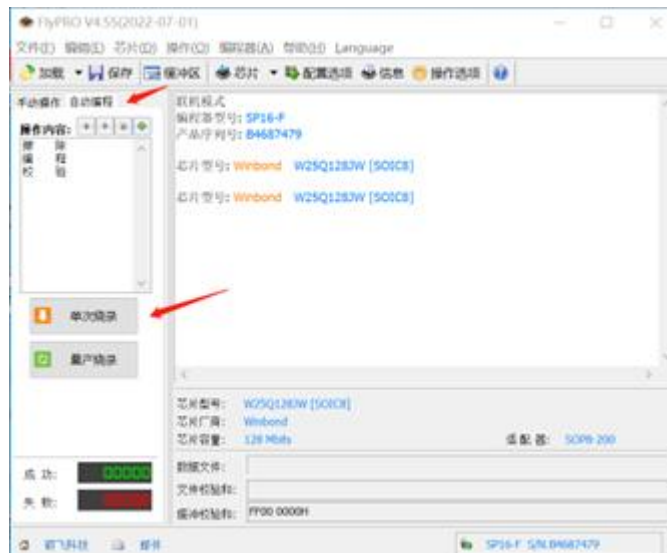 FlyPRO V4.55(2022-07-01)
文件(E) 编辑(E) 芯片(D) 操作(Q) 编程器(A) 帮助(H) Language
加载 保存 缓冲区 芯片 配置选项 信息 操作选项
手动操作 自动编程
操作内容:
擦 除
编 程
校 验
单次烧录
量产烧录
成 功: 00000
失 败:
联机模式
编程器型号: SP16-F
产品序列号: B4687479
芯片型号: Winbond W25Q128JW [SOIC8]
芯片型号: Winbond W25Q128JW [SOIC8]
芯片型号: W25Q128JW [SOIC8]
芯片厂商: Winbond
芯片容量: 128 Mbits 适 配 器: SOP8-200
数据文件:
文件校验和:
缓冲校验和: FF00 0000H
硕飞科技 邮件 SP16-F S/N.B4687479